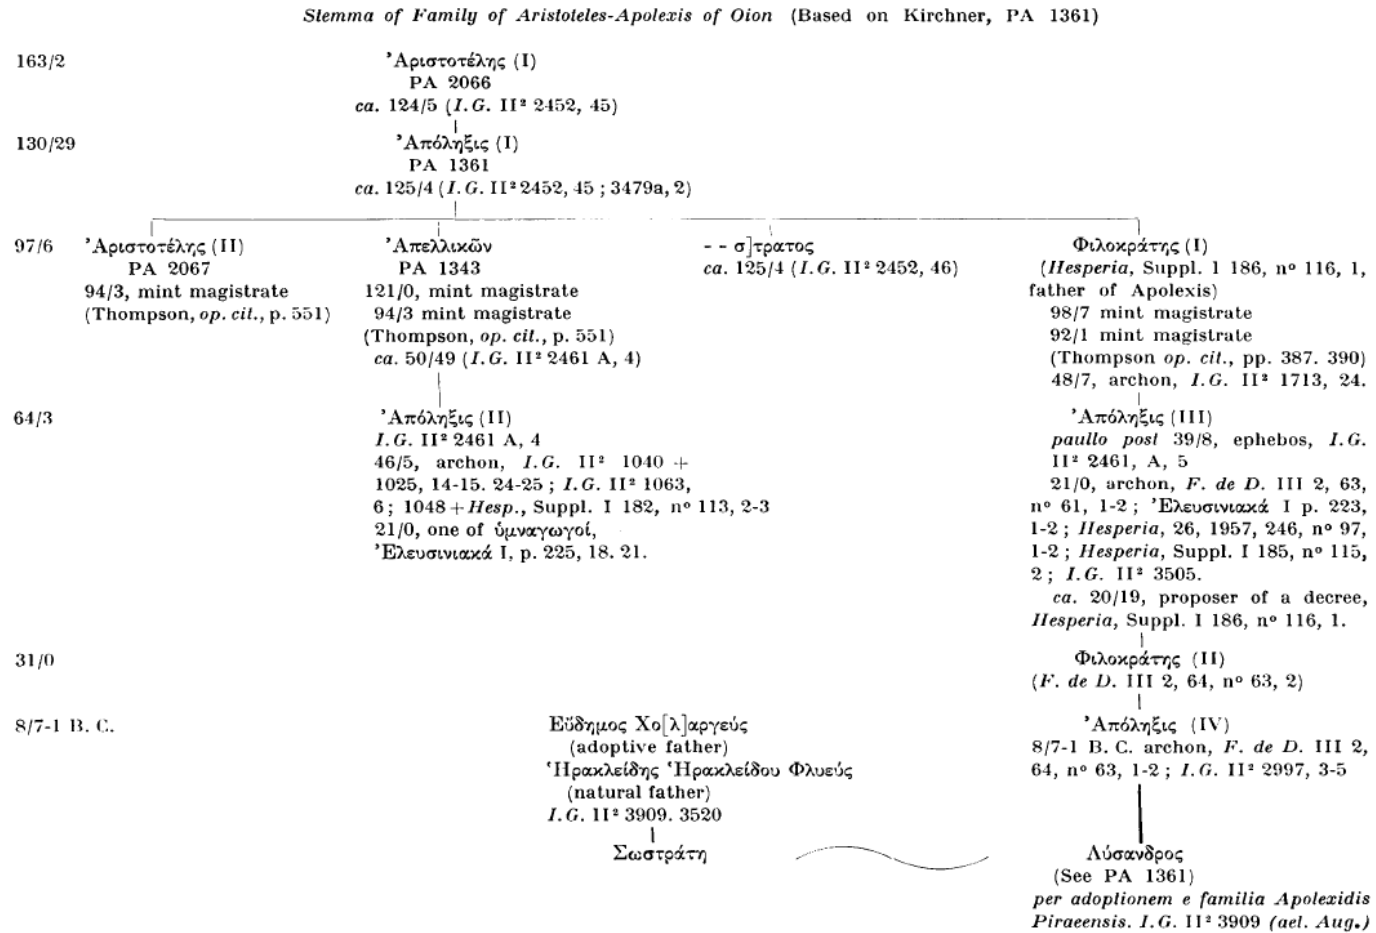 Stemma of Family of Aristoteles-Apolexis of Oion (Based on Kirchner, PA 1361)
163/2
Ἀριστοτέλης (I)
PA 2066
ca. 124/5 (I.G. II² 2452, 45)
130/29
Ἀπόληξις (I)
PA 1361
ca. 125/4 (I.G. II² 2452, 45 ; 3479a, 2)
97/6
Ἀριστοτέλης (II)
PA 2067
94/3, mint magistrate
(Thompson, op. cit., p. 551)
Ἀπελλικῶν
PA 1343
121/0, mint magistrate
94/3 mint magistrate
(Thompson, op. cit., p. 551)
ca. 50/49 (I.G. II² 2461 A, 4)
- - σ]τρατος
ca. 125/4 (I.G. II² 2452, 46)
Φιλοκράτης (I)
(Hesperia, Suppl. I 186, nº 116, 1,
father of Apolexis)
98/7 mint magistrate
92/1 mint magistrate
(Thompson op. cit., pp. 387. 390)
48/7, archon, I.G. II² 1713, 24.
64/3
Ἀπόληξις (II)
I.G. II² 2461 A, 4
46/5, archon, I.G. II² 1040 +
1025, 14-15. 24-25 ; I.G. II² 1063,
6 ; 1048 + Hesp., Suppl. I 182, nº 113, 2-3
21/0, one of ὑμναγωγοί,
Ἐλευσινιακά I, p. 225, 18. 21.
Ἀπόληξις (III)
paullo post 39/8, ephebos, I.G.
II² 2461, A, 5
21/0, archon, F. de D. III 2, 63,
nº 61, 1-2 ; Ἐλευσινιακά I p. 223,
1-2 ; Hesperia, 26, 1957, 246, nº 97,
1-2 ; Hesperia, Suppl. I 185, nº 115,
2 ; I.G. II² 3505.
ca. 20/19, proposer of a decree,
Hesperia, Suppl. I 186, nº 116, 1.
31/0
Φιλοκράτης (II)
(F. de D. III 2, 64, nº 63, 2)
8/7-1 B. C.
Εὔδημος Χο[λ]αργεύς
(adoptive father)
Ἡρακλείδης Ἡρακλείδου Φλυεύς
(natural father)
I.G. II² 3909. 3520
Σωστράτη
Ἀπόληξις (IV)
8/7-1 B. C. archon, F. de D. III 2,
64, nº 63, 1-2 ; I.G. II² 2997, 3-5
Λύσανδρος
(See PA 1361)
per adoptionem e familia Apolexidis
Piraeensis. I.G. II² 3909 (ael. Aug.)